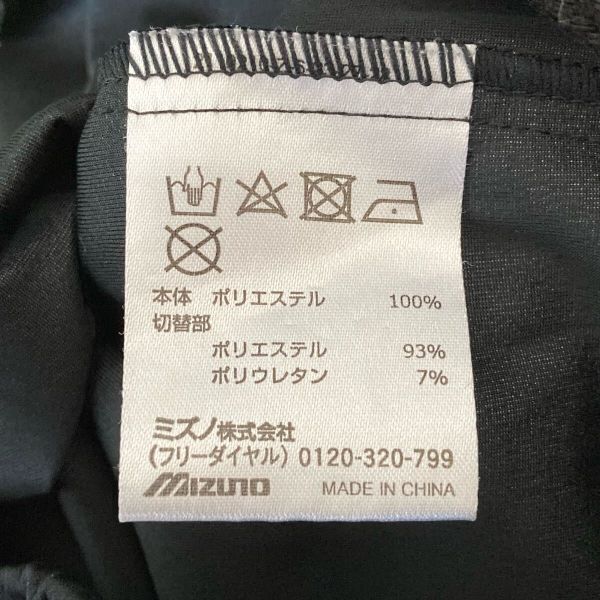 本体 ポリエステル 100%
切替部
ポリエステル 93%
ポリウレタン 7%
ミズノ株式会社
(フリーダイヤル) 0120-320-799
MIZUNO MADE IN CHINA